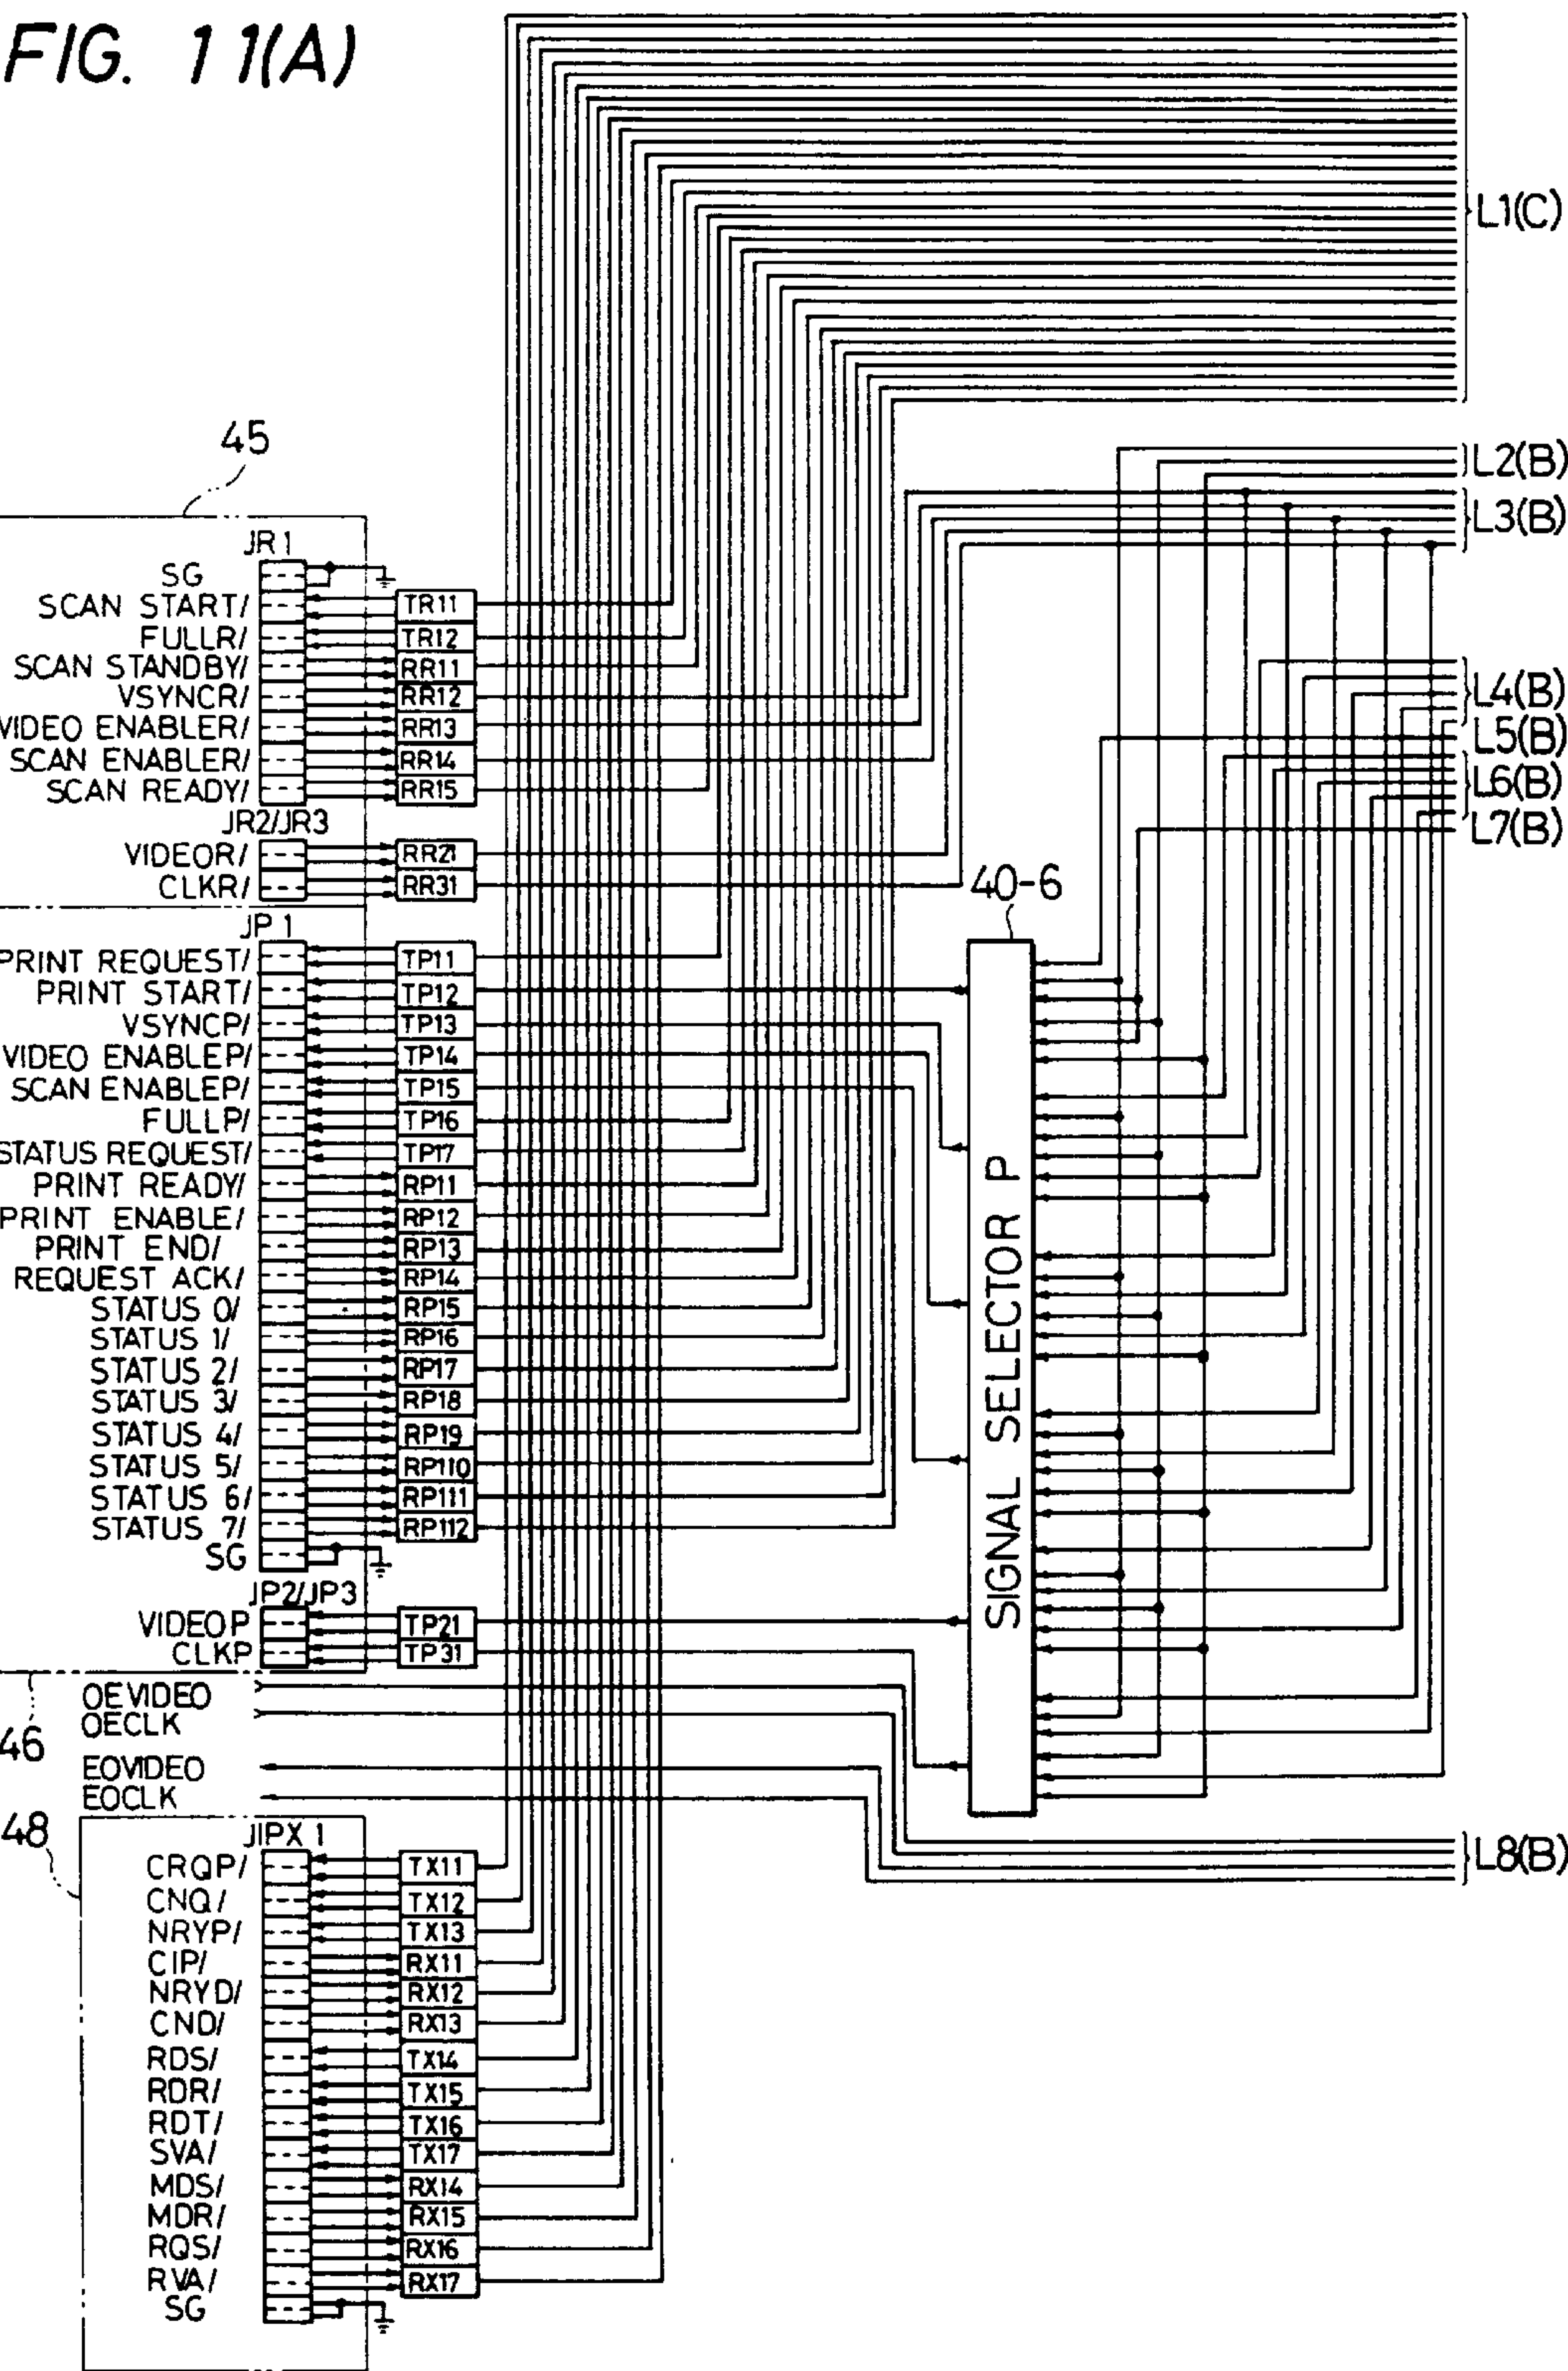 FIG. 11(A)
L1(C)
45
L2(B)
L3(B)
JR1
SG
SCAN START/ TR11
FULLR/ TR12
SCAN STANDBY/ RR11
VSYNCR/ RR12
VIDEO ENABLER/ RR13
SCAN ENABLER/ RR14
SCAN READY/ RR15
L4(B)
L5(B)
L6(B)
L7(B)
JR2/JR3
VIDEOR/ RR21
CLKR/ RR31
40-6
SIGNAL SELECTOR P
JP1
PRINT REQUEST/ TP11
PRINT START/ TP12
VSYNCP/ TP13
VIDEO ENABLEP/ TP14
SCAN ENABLEP/ TP15
FULLP/ TP16
STATUS REQUEST/ TP17
PRINT READY/ RP11
PRINT ENABLE/ RP12
PRINT END/ RP13
REQUEST ACK/ RP14
STATUS 0/ RP15
STATUS 1/ RP16
STATUS 2/ RP17
STATUS 3/ RP18
STATUS 4/ RP19
STATUS 5/ RP110
STATUS 6/ RP111
STATUS 7/ RP112
SG
JP2/JP3
VIDEOP TP21
CLKP TP31
46
OEVIDEO
OECLK
EOVIDEO
EOCLK
48
L8(B)
JIPX1
CRQP/ TX11
CNQ/ TX12
NRYP/ TX13
CIP/ RX11
NRYD/ RX12
CND/ RX13
RDS/ TX14
RDR/ TX15
RDT/ TX16
SVA/ TX17
MDS/ RX14
MDR/ RX15
RQS/ RX16
RVA/ RX17
SG